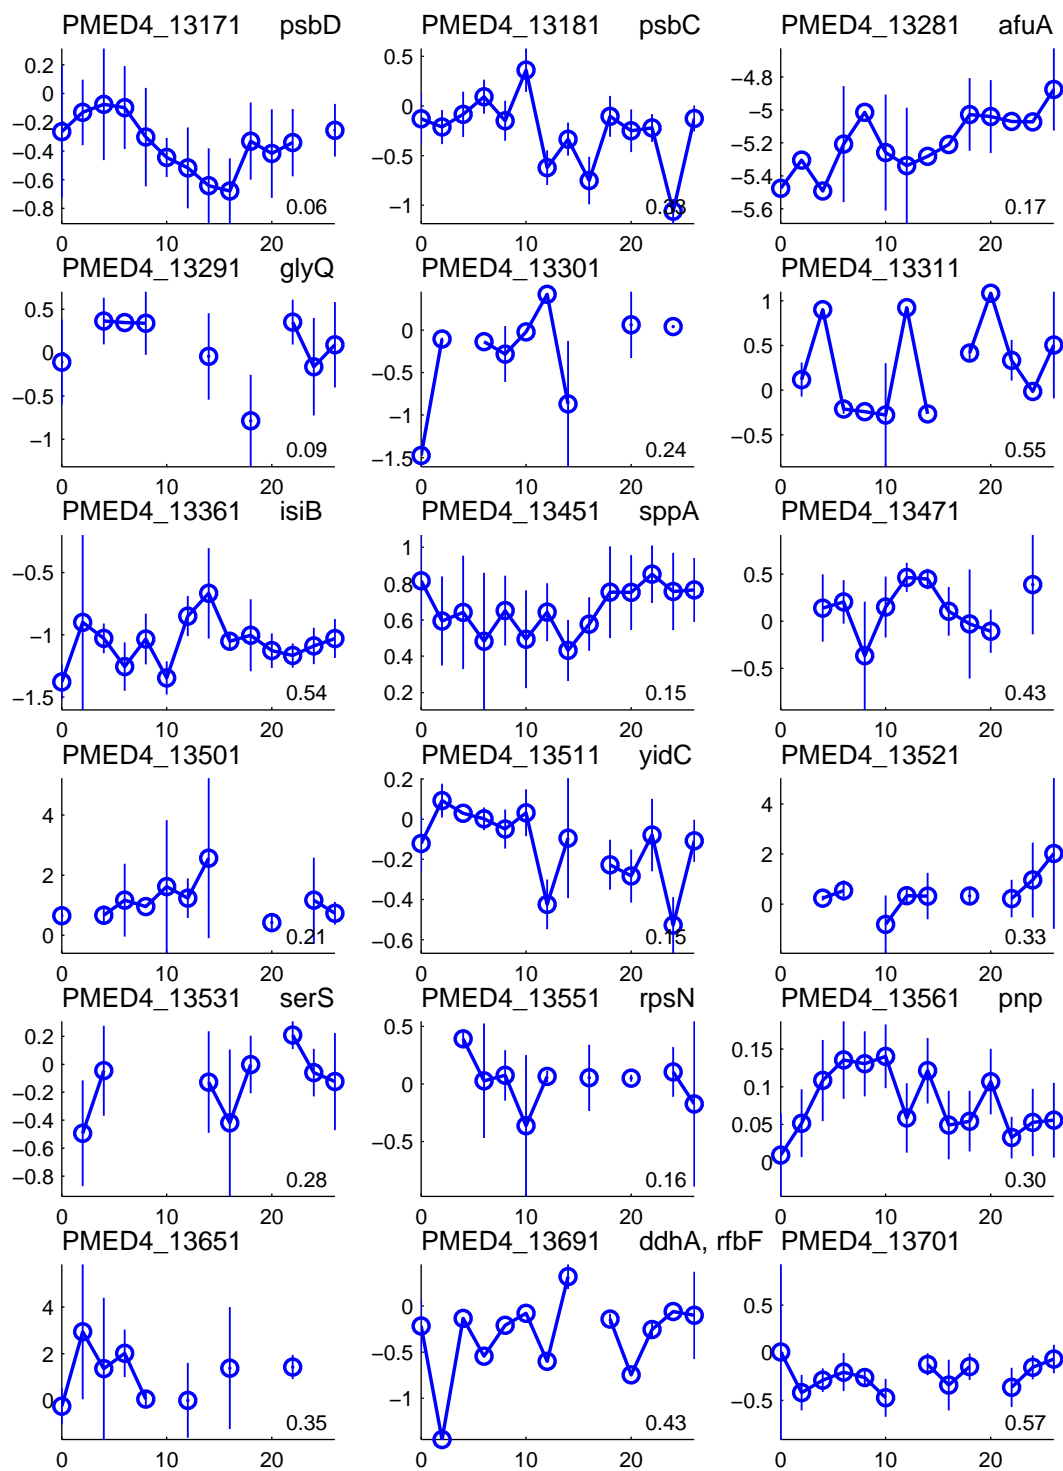 PMED4_13171 psbD PMED4_13181 psbC PMED4_13281 afuA
0.2 0 −0.2 −0.4 −0.6 −0.8 0.06 0 10 20
0.5 0 −0.5 −1 0.33 0 10 20
−4.8 −5 −5.2 −5.4 −5.6 0.17 0 10 20
PMED4_13291 glyQ PMED4_13301 PMED4_13311
0.5 0 −0.5 −1 0.09 0 10 20
0 −0.5 −1 −1.5 0.24 0 10 20
1 0.5 0 −0.5 0.55 0 10 20
PMED4_13361 isiB PMED4_13451 sppA PMED4_13471
−0.5 −1 −1.5 0.54 0 10 20
1 0.8 0.6 0.4 0.2 0.15 0 10 20
0.5 0 −0.5 0.43 0 10 20
PMED4_13501 PMED4_13511 yidC PMED4_13521
4 2 0 0.21 0 10 20
0.2 0 −0.2 −0.4 −0.6 0.15 0 10 20
4 2 0 0.33 0 10 20
PMED4_13531 serS PMED4_13551 rpsN PMED4_13561 pnp
0.2 0 −0.2 −0.4 −0.6 −0.8 0.28 0 10 20
0.5 0 −0.5 0.16 0 10 20
0.15 0.1 0.05 0 0.30 0 10 20
PMED4_13651 PMED4_13691 ddhA, rfbF PMED4_13701
4 2 0 0.35 0 10 20
0 −0.5 −1 0.43 0 10 20
0.5 0 −0.5 0.57 0 10 20